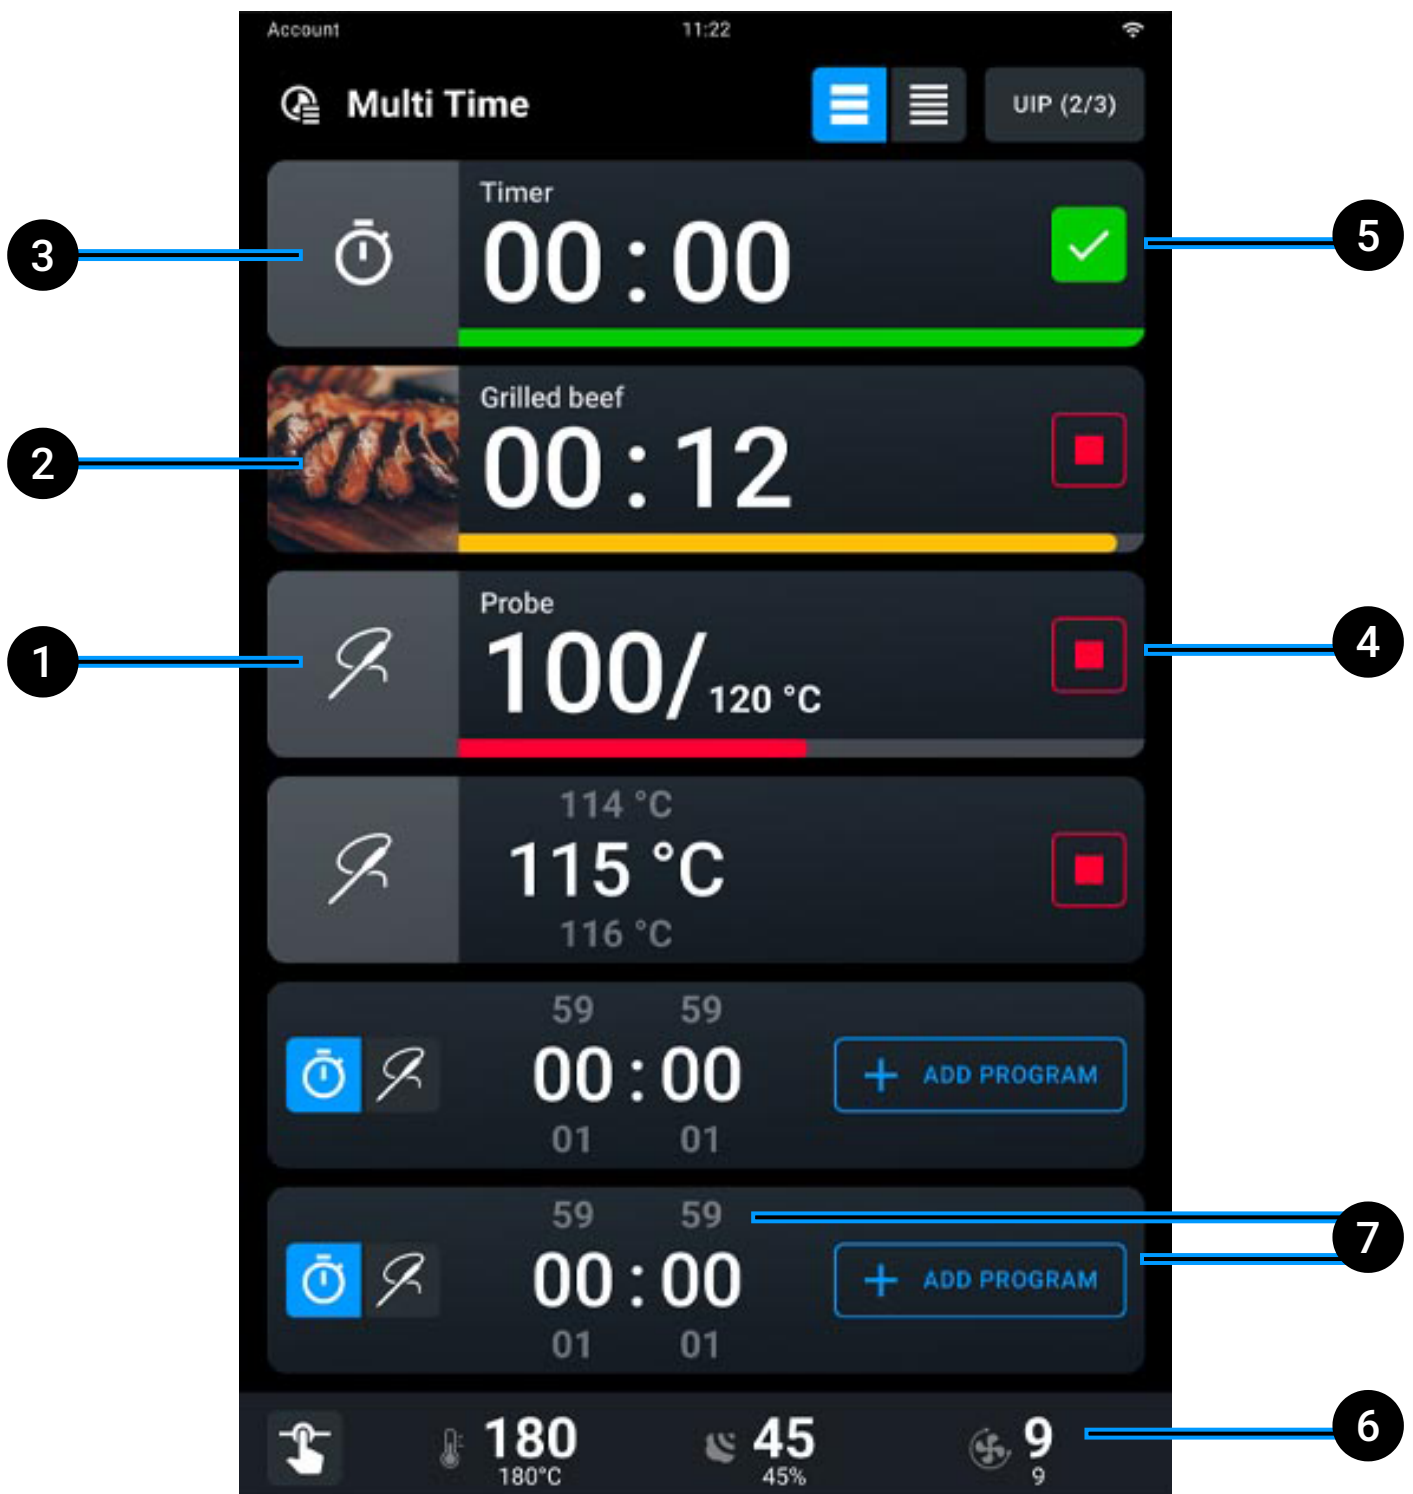 Account 11:22
Multi Time UIP (2/3)
Timer
00 : 00
3
5
Grilled beef
00 : 12
2
Probe
100/ 120 °C
1
4
114 °C
115 °C
116 °C
59 59
00 : 00
+ ADD PROGRAM
01 01
59 59
00 : 00
+ ADD PROGRAM
01 01
7
180 45 9
180°C 45% 9
6